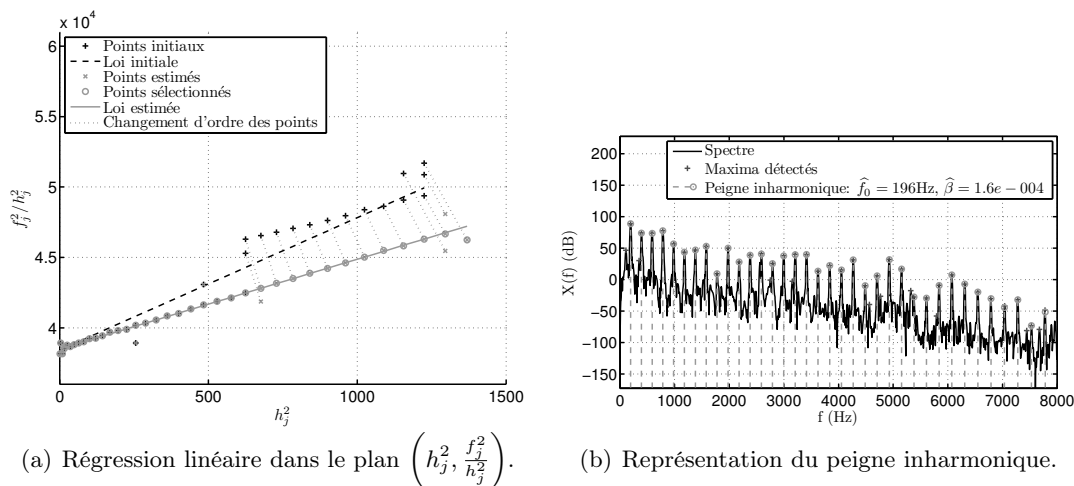 x 10⁴
6
5.5
5
4.5
4
0
500
1000
1500
f_j^2/h_j^2
h_j^2
Points initiaux
Loi initiale
Points estimés
Points sélectionnés
Loi estimée
Changement d'ordre des points
(a) Régression linéaire dans le plan (h_j^2, f_j^2/h_j^2).
200
150
100
50
0
−50
−100
−150
0 1000 2000 3000 4000 5000 6000 7000 8000
X(f) (dB)
f (Hz)
Spectre
Maxima détectés
Peigne inharmonique: f̂_0 = 196Hz, β̂ = 1.6e − 004
(b) Représentation du peigne inharmonique.